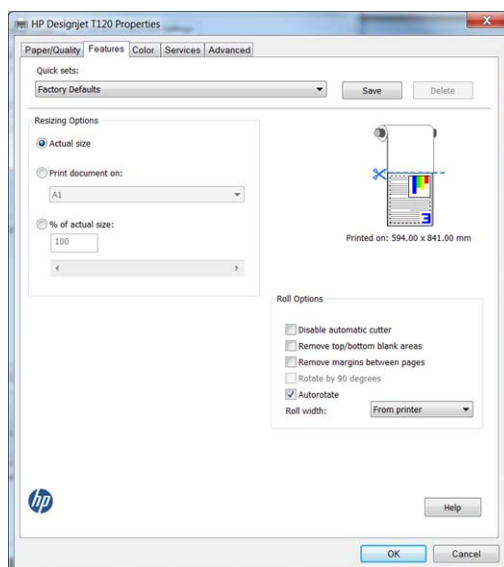 HP Designjet T120 Properties
Paper/Quality Features Color Services Advanced
Quick sets:
Factory Defaults Save Delete
Resizing Options
Actual size
Print document on:
A1
% of actual size:
100
Printed on: 594.00 x 841.00 mm
Roll Options
Disable automatic cutter
Remove top/bottom blank areas
Remove margins between pages
Rotate by 90 degrees
Autorotate
Roll width: From printer
hp
Help
OK Cancel